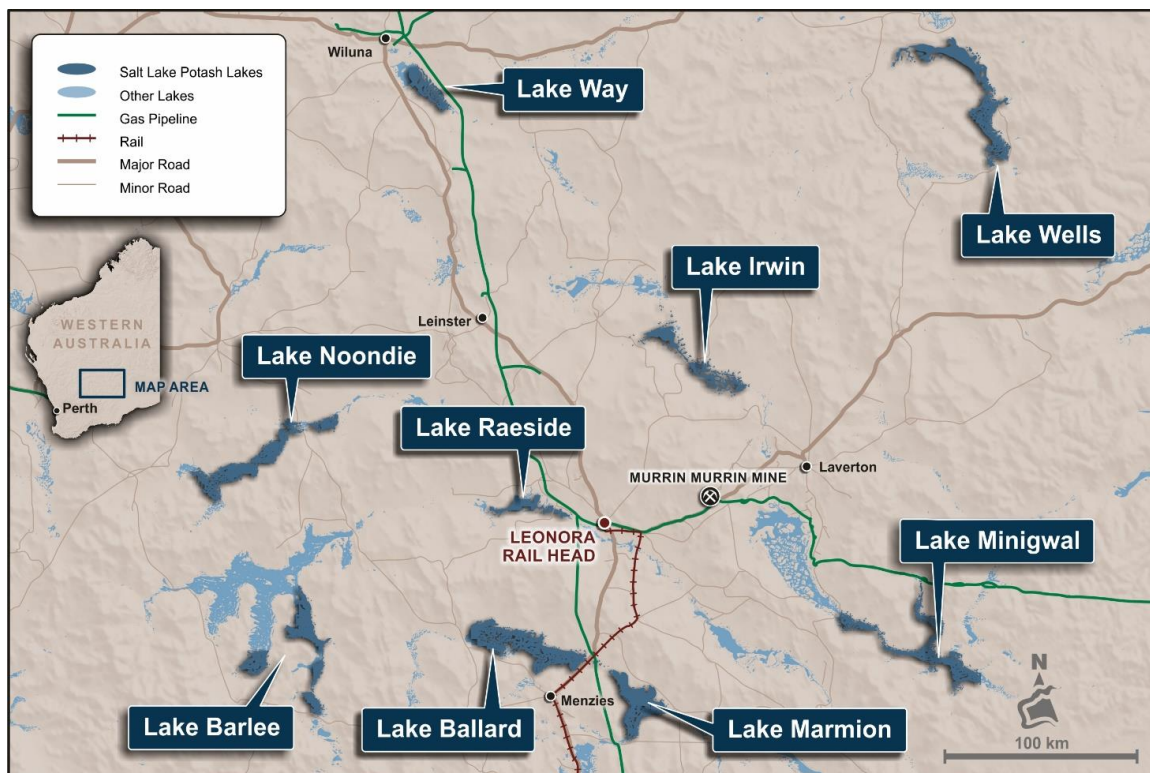 Salt Lake Potash Lakes
Other Lakes
Gas Pipeline
Rail
Major Road
Minor Road
Wiluna
Lake Way
Lake Wells
Lake Irwin
Leinster
WESTERN
AUSTRALIA
MAP AREA
Perth
Lake Noondie
Lake Raeside
MURRIN MURRIN MINE
Laverton
LEONORA
RAIL HEAD
Lake Minigwal
Lake Barlee
Lake Ballard
Menzies
Lake Marmion
N
100 km